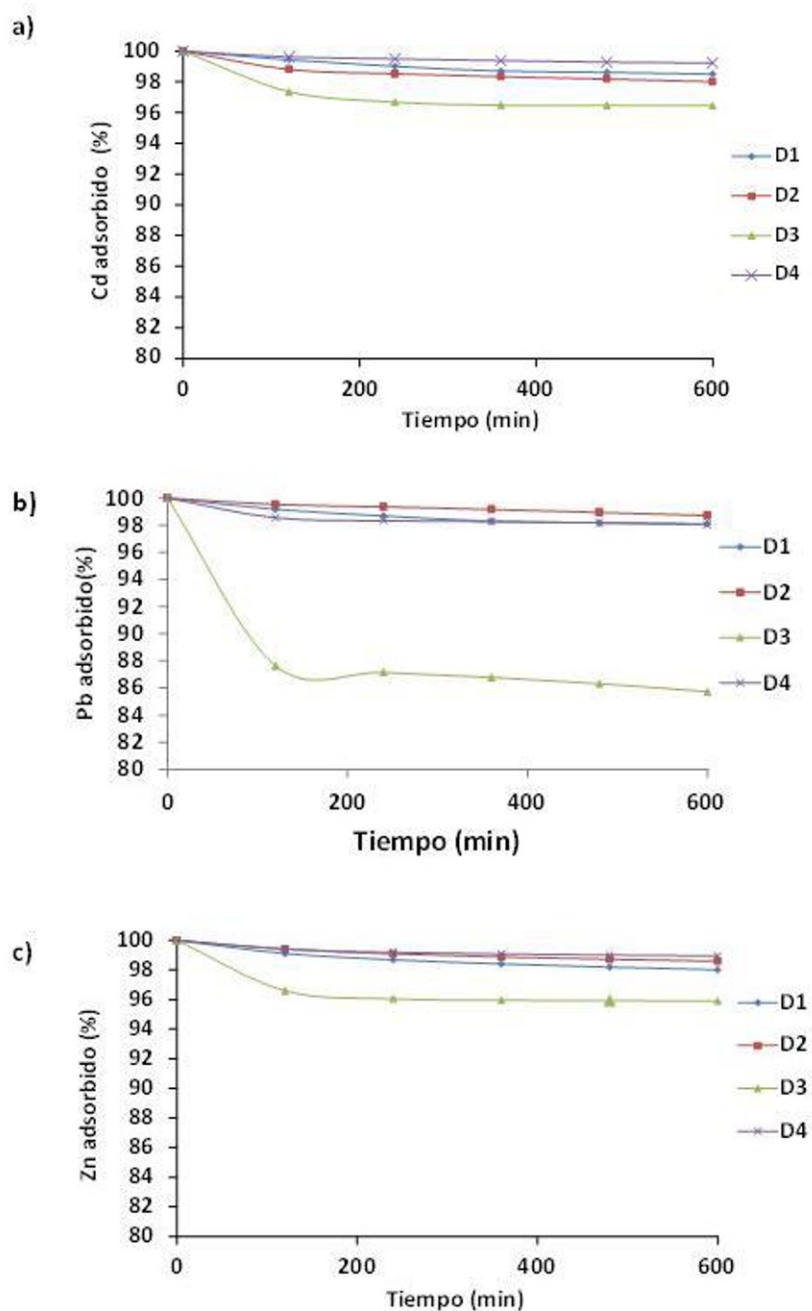 a)
100
98
96
94
92
90
88
86
84
82
80
Cd adsorbido (%)
0 200 400 600
Tiempo (min)
D1
D2
D3
D4
b)
100
98
96
94
92
90
88
86
84
82
80
Pb adsorbido(%)
0 200 400 600
Tiempo (min)
D1
D2
D3
D4
c)
100
98
96
94
92
90
88
86
84
82
80
Zn adsorbido (%)
0 200 400 600
Tiempo (min)
D1
D2
D3
D4